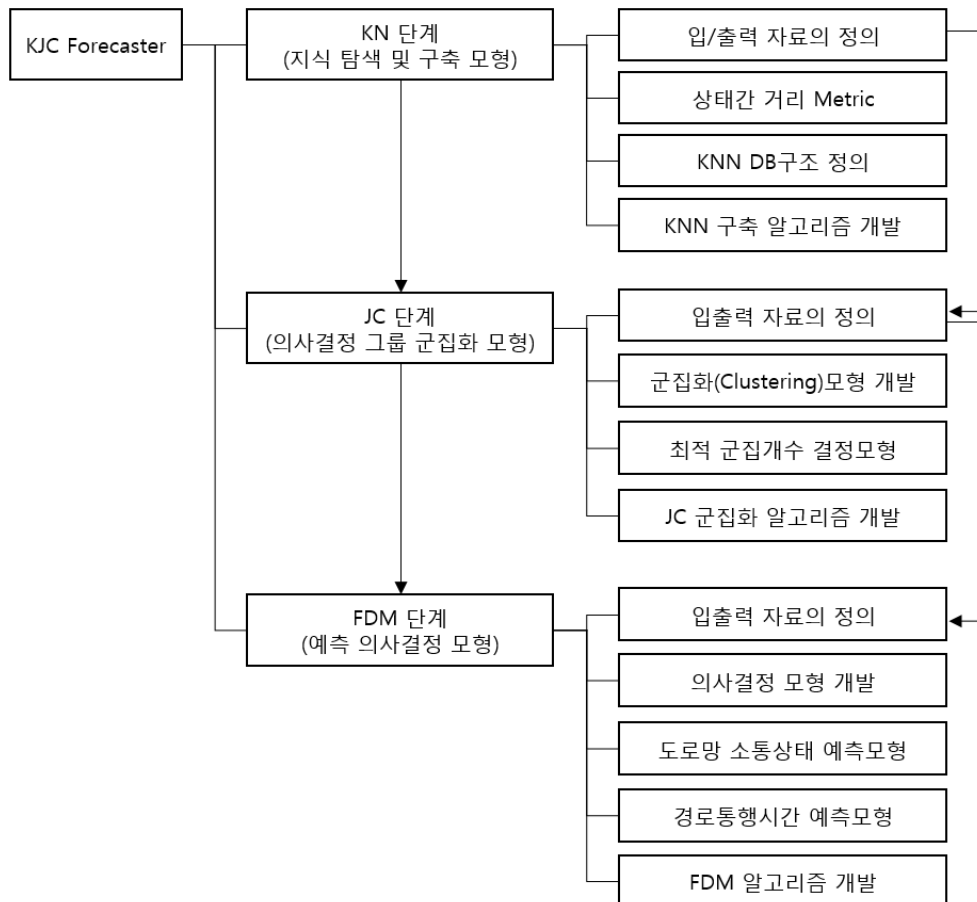 KJC Forecaster
KN 단계
(지식 탐색 및 구축 모형)
입/출력 자료의 정의
상태간 거리 Metric
KNN DB구조 정의
KNN 구축 알고리즘 개발
JC 단계
(의사결정 그룹 군집화 모형)
입출력 자료의 정의
군집화(Clustering)모형 개발
최적 군집개수 결정모형
JC 군집화 알고리즘 개발
FDM 단계
(예측 의사결정 모형)
입출력 자료의 정의
의사결정 모형 개발
도로망 소통상태 예측모형
경로통행시간 예측모형
FDM 알고리즘 개발